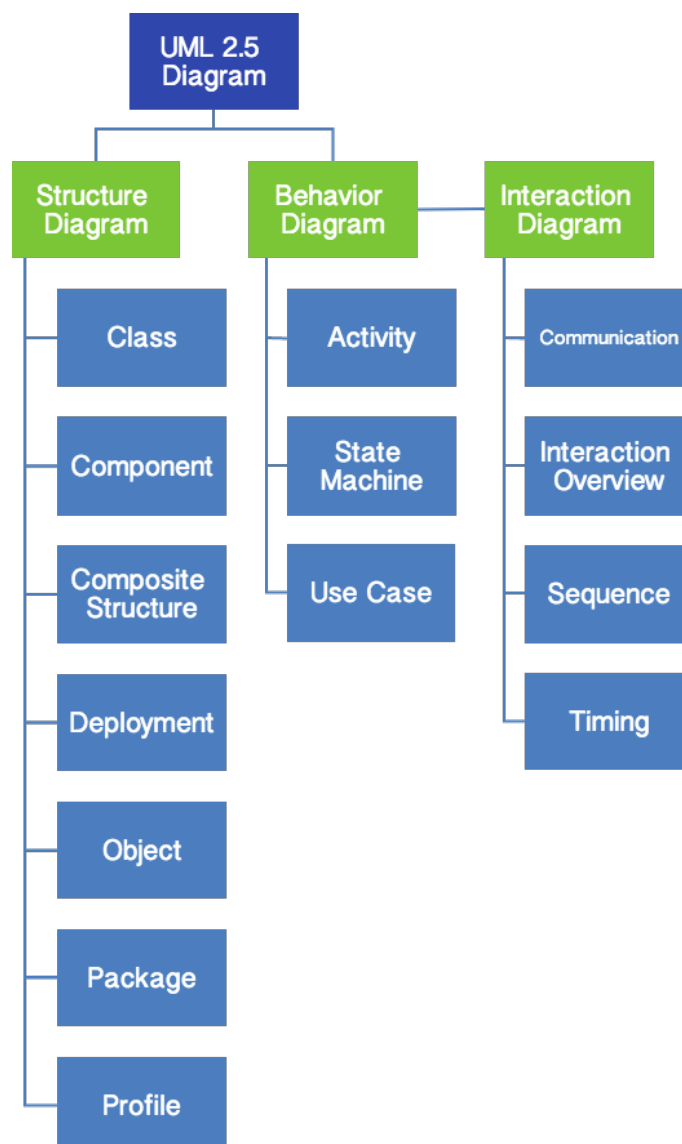 UML 2.5
Diagram
Structure
Diagram
Behavior
Diagram
Interaction
Diagram
Class
Component
Composite
Structure
Deployment
Object
Package
Profile
Activity
State
Machine
Use Case
Communication
Interaction
Overview
Sequence
Timing